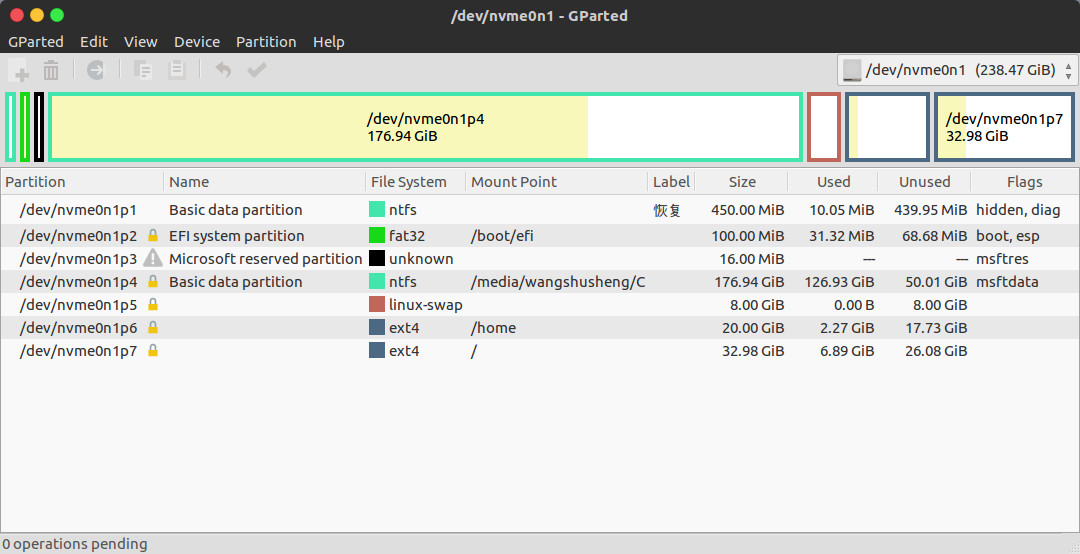 /dev/nvme0n1 - GParted
GParted Edit View Device Partition Help
/dev/nvme0n1 (238.47 GiB)
/dev/nvme0n1p4
176.94 GiB
/dev/nvme0n1p7
32.98 GiB
Partition Name File System Mount Point Label Size Used Unused Flags
/dev/nvme0n1p1 Basic data partition ntfs 恢复 450.00 MiB 10.05 MiB 439.95 MiB hidden, diag
/dev/nvme0n1p2 EFI system partition fat32 /boot/efi 100.00 MiB 31.32 MiB 68.68 MiB boot, esp
/dev/nvme0n1p3 Microsoft reserved partition unknown 16.00 MiB --- --- msftres
/dev/nvme0n1p4 Basic data partition ntfs /media/wangshusheng/C 176.94 GiB 126.93 GiB 50.01 GiB msftdata
/dev/nvme0n1p5 linux-swap 8.00 GiB 0.00 B 8.00 GiB
/dev/nvme0n1p6 ext4 /home 20.00 GiB 2.27 GiB 17.73 GiB
/dev/nvme0n1p7 ext4 / 32.98 GiB 6.89 GiB 26.08 GiB
0 operations pending